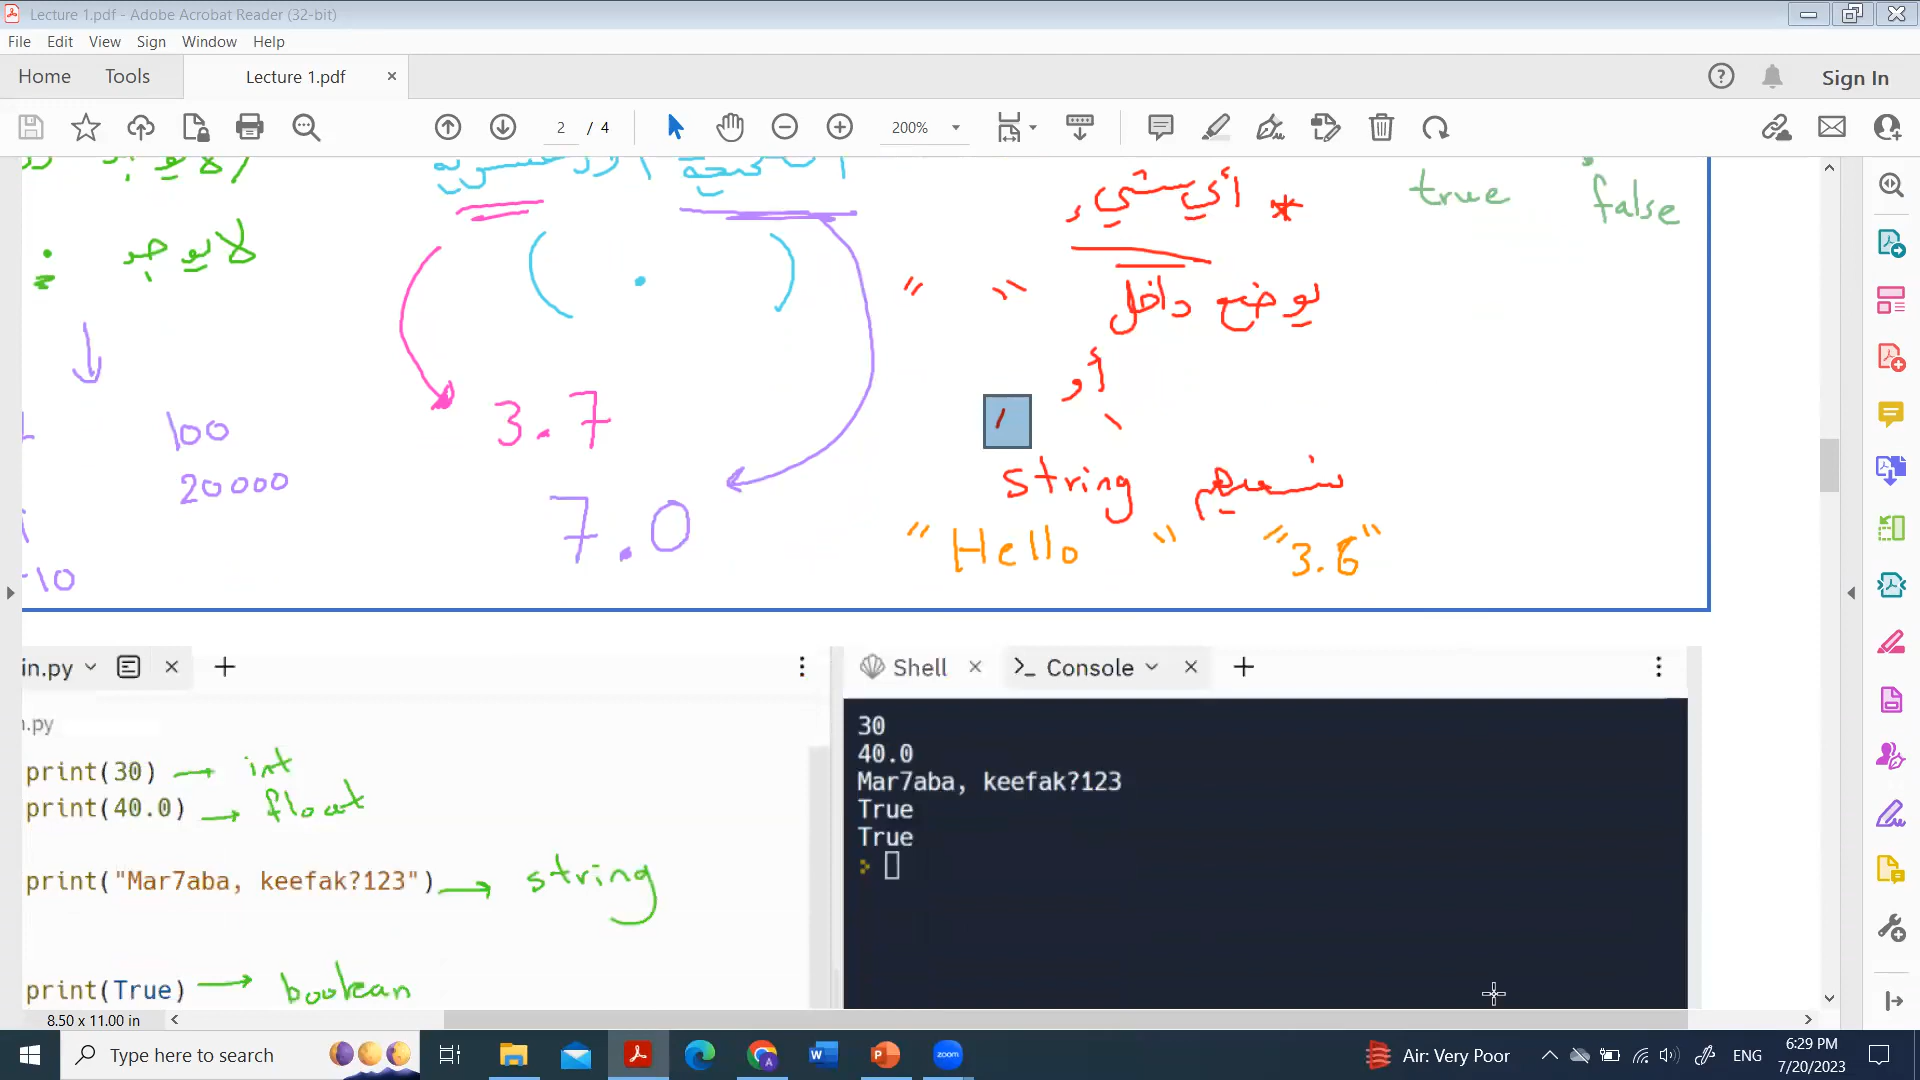 Lecture 1.pdf - Adobe Acrobat Reader (32-bit)
File Edit View Sign Window Help
Home Tools Lecture 1.pdf Sign In
2 / 4 200%
true false
أي شيء *
لا يوجد .
" " يوضع داخل
أو
' '
3.7
100
20000
string نسميهم
7.0
"Hello " "3.6"
-10
in.py
Shell Console
n.py
print(30) → int
print(40.0) → float
print("Mar7aba, keefak?123") → string
print(True) → boolean
30
40.0
Mar7aba, keefak?123
True
True
8.50 x 11.00 in
Type here to search
zoom
Air: Very Poor
ENG
6:29 PM
7/20/2023